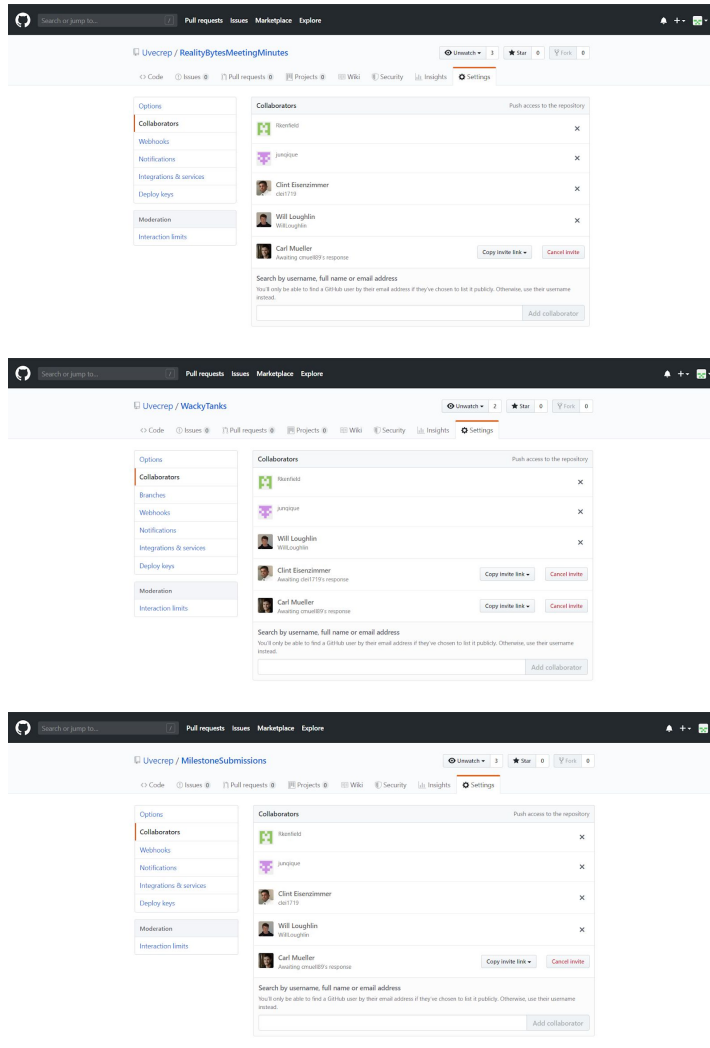 Search or jump to... / Pull requests Issues Marketplace Explore
Uvecrep / RealityBytesMeetingMinutes Unwatch 3 Star 0 Fork 0
Code Issues 0 Pull requests 0 Projects 0 Wiki Security Insights Settings
Options
Collaborators
Webhooks
Notifications
Integrations & services
Deploy keys
Moderation
Interaction limits
Collaborators Push access to the repository
junqique
Clint Eisenzimmer
clei1719
Will Loughlin
WillLoughlin
Carl Mueller
Awaiting cmuell89's response Copy invite link Cancel invite
Search by username, full name or email address
You'll only be able to find a GitHub user by their email address if they've chosen to list it publicly. Otherwise, use their username
instead.
Add collaborator
Search or jump to... / Pull requests Issues Marketplace Explore
Uvecrep / WackyTanks Unwatch 2 Star 0 Fork 0
Code Issues 0 Pull requests 0 Projects 0 Wiki Security Insights Settings
Options
Collaborators
Branches
Webhooks
Notifications
Integrations & services
Deploy keys
Moderation
Interaction limits
Collaborators Push access to the repository
junqique
Will Loughlin
WillLoughlin
Clint Eisenzimmer
Awaiting clei1719's response Copy invite link Cancel invite
Carl Mueller
Awaiting cmuell89's response Copy invite link Cancel invite
Search by username, full name or email address
You'll only be able to find a GitHub user by their email address if they've chosen to list it publicly. Otherwise, use their username
instead.
Add collaborator
Search or jump to... / Pull requests Issues Marketplace Explore
Uvecrep / MilestoneSubmissions Unwatch 3 Star 0 Fork 0
Code Issues 0 Pull requests 0 Projects 0 Wiki Security Insights Settings
Options
Collaborators
Webhooks
Notifications
Integrations & services
Deploy keys
Moderation
Interaction limits
Collaborators Push access to the repository
junqique
Clint Eisenzimmer
clei1719
Will Loughlin
WillLoughlin
Carl Mueller
Awaiting cmuell89's response Copy invite link Cancel invite
Search by username, full name or email address
You'll only be able to find a GitHub user by their email address if they've chosen to list it publicly. Otherwise, use their username
instead.
Add collaborator